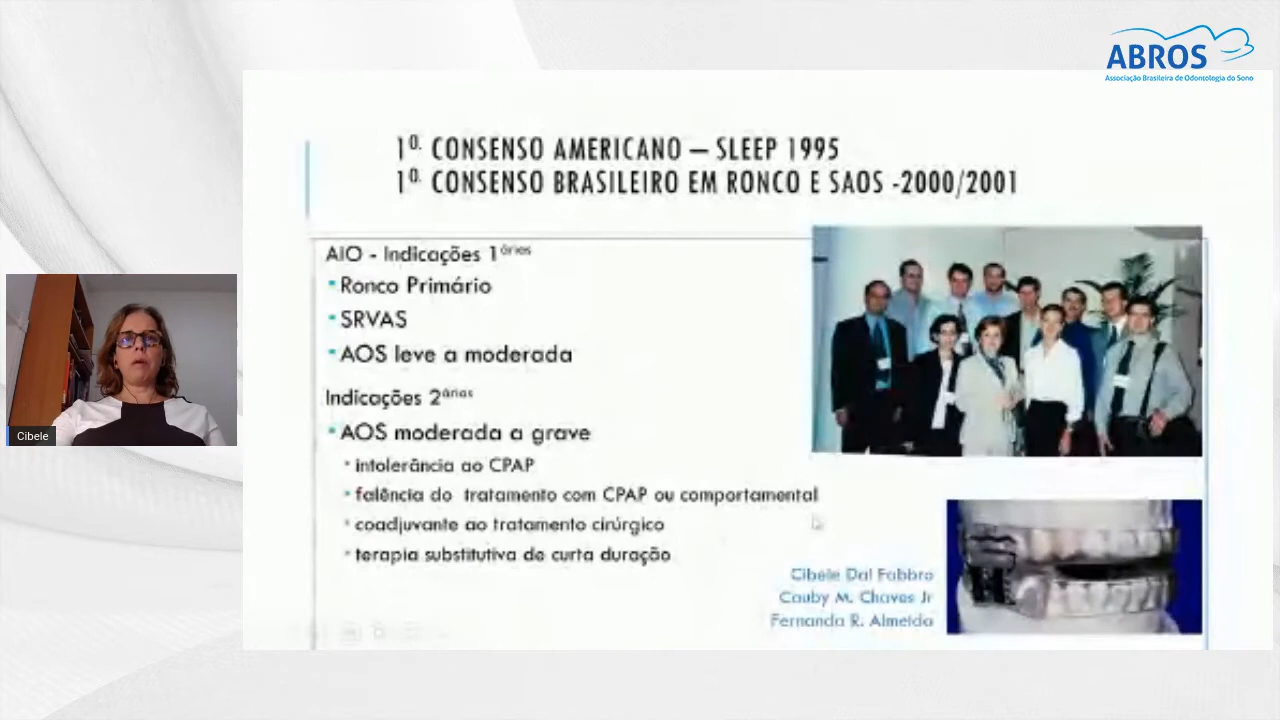 ABROS
Associação Brasileira de Odontologia do Sono
1º. CONSENSO AMERICANO – SLEEP 1995
1º. CONSENSO BRASILEIRO EM RONCO E SAOS -2000/2001
AIO - Indicações 1árias
Ronco Primário
SRVAS
AOS leve a moderada
Indicações 2árias
AOS moderada a grave
intolerância ao CPAP
falência do tratamento com CPAP ou comportamental
coadjuvante ao tratamento cirúrgico
terapia substitutiva de curta duração
Cibele Dal Fabbro
Cauby M. Chaves Jr
Fernanda R. Almeida
Cibele